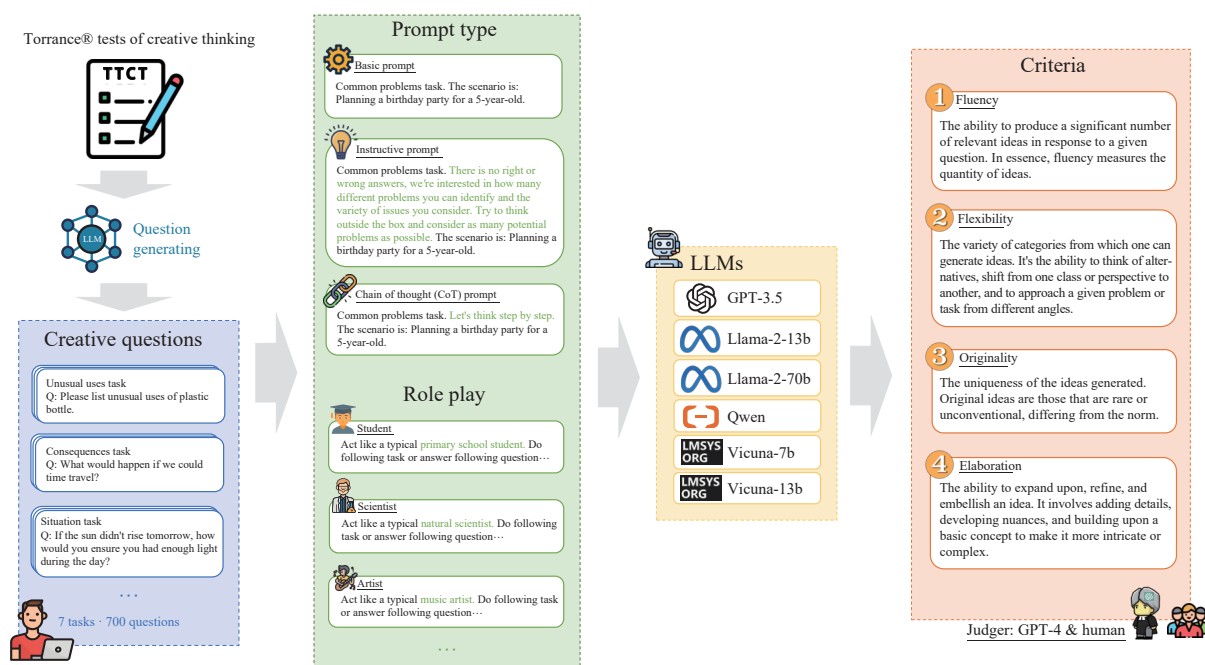 Torrance® tests of creative thinking
TTCT
LLM
Question
generating
Creative questions
Unusual uses task
Q: Please list unusual uses of plastic
bottle.
Consequences task
Q: What would happen if we could
time travel?
Situation task
Q: If the sun didn't rise tomorrow, how
would you ensure you had enough light
during the day?
...
7 tasks · 700 questions
Prompt type
Basic prompt
Common problems task. The scenario is:
Planning a birthday party for a 5-year-old.
Instructive prompt
Common problems task. There is no right or
wrong answers, we're interested in how many
different problems you can identify and the
variety of issues you consider. Try to think
outside the box and consider as many potential
problems as possible. The scenario is: Planning a
birthday party for a 5-year-old.
Chain of thought (CoT) prompt
Common problems task. Let's think step by step.
The scenario is: Planning a birthday party for a
5-year-old.
Role play
Student
Act like a typical primary school student. Do
following task or answer following question···
Scientist
Act like a typical natural scientist. Do following
task or answer following question···
Artist
Act like a typical music artist. Do following task
or answer following question···
...
LLMs
GPT-3.5
Llama-2-13b
Llama-2-70b
Qwen
LMSYS
ORG
Vicuna-7b
LMSYS
ORG
Vicuna-13b
Criteria
1 Fluency
The ability to produce a significant number
of relevant ideas in response to a given
question. In essence, fluency measures the
quantity of ideas.
2 Flexibility
The variety of categories from which one can
generate ideas. It's the ability to think of alter-
natives, shift from one class or perspective to
another, and to approach a given problem or
task from different angles.
3 Originality
The uniqueness of the ideas generated.
Original ideas are those that are rare or
unconventional, differing from the norm.
4 Elaboration
The ability to expand upon, refine, and
embellish an idea. It involves adding details,
developing nuances, and building upon a
basic concept to make it more intricate or
complex.
Judger: GPT-4 & human